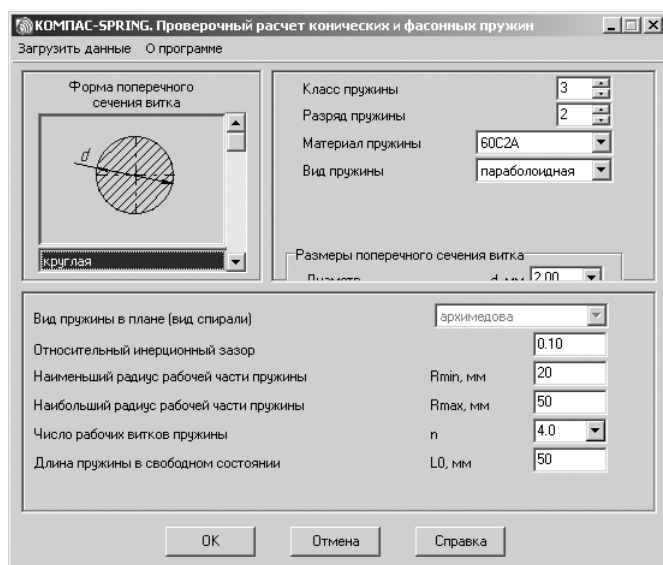 КОМПАС-SPRING. Проверочный расчет конических и фасонных пружин
Загрузить данные О программе
Форма поперечного
сечения витка
d
круглая
Класс пружины 3
Разряд пружины 2
Материал пружины 60С2А
Вид пружины параболоидная
Размеры поперечного сечения витка
Диаметр d, мм 2.00
Вид пружины в плане (вид спирали) архимедова
Относительный инерционный зазор 0.10
Наименьший радиус рабочей части пружины Rmin, мм 20
Наибольший радиус рабочей части пружины Rmax, мм 50
Число рабочих витков пружины n 4.0
Длина пружины в свободном состоянии L0, мм 50
OK Отмена Справка